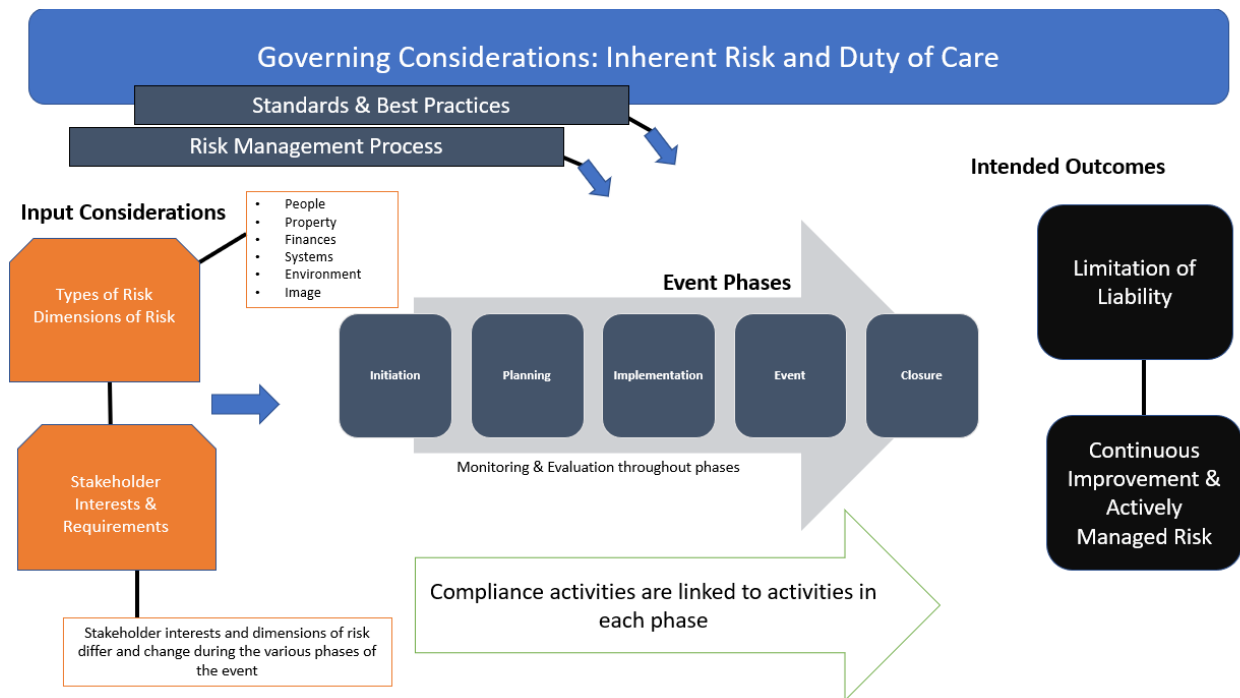 Governing Considerations: Inherent Risk and Duty of Care
Standards & Best Practices
Risk Management Process
Intended Outcomes
Input Considerations
• People
• Property
• Finances
• Systems
• Environment
• Image
Types of Risk
Dimensions of Risk
Stakeholder
Interests &
Requirements
Stakeholder interests and dimensions of risk
differ and change during the various phases of
the event
Event Phases
Initiation
Planning
Implementation
Event
Closure
Monitoring & Evaluation throughout phases
Compliance activities are linked to activities in
each phase
Limitation of
Liability
Continuous
Improvement &
Actively
Managed Risk